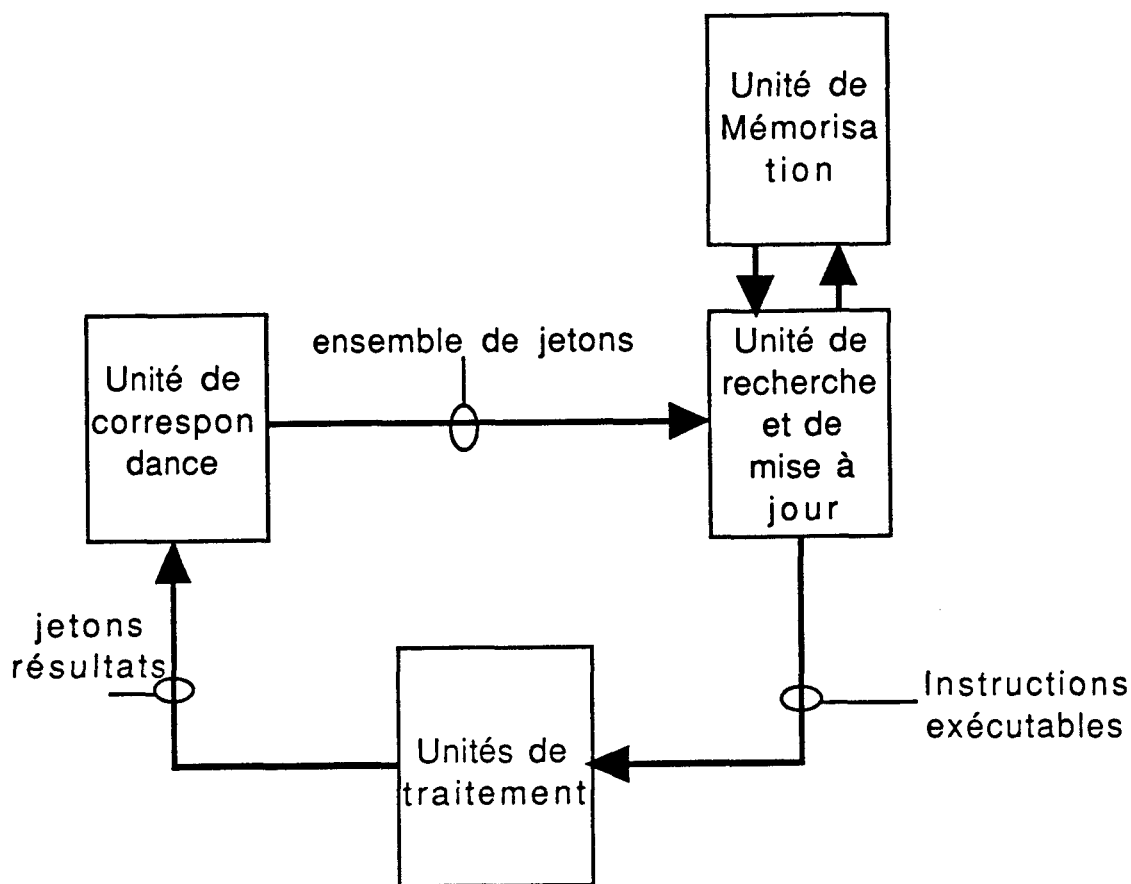 Unité de
Mémorisa
tion
ensemble de jetons
Unité de
correspon
dance
Unité de
recherche
et de
mise à
jour
jetons
résultats
Instructions
exécutables
Unités de
traitement